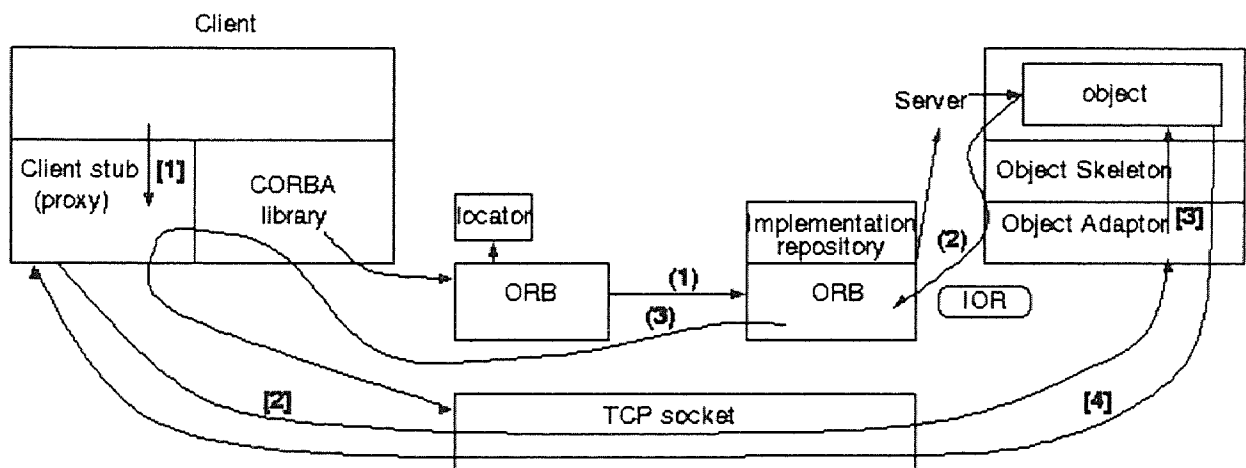 Client
Client stub
(proxy)
[1]
CORBA
library
locator
ORB
(1)
(3)
Implementation
repository
ORB
Server
(2)
IOR
object
Object Skeleton
Object Adaptor
[3]
[2]
TCP socket
[4]